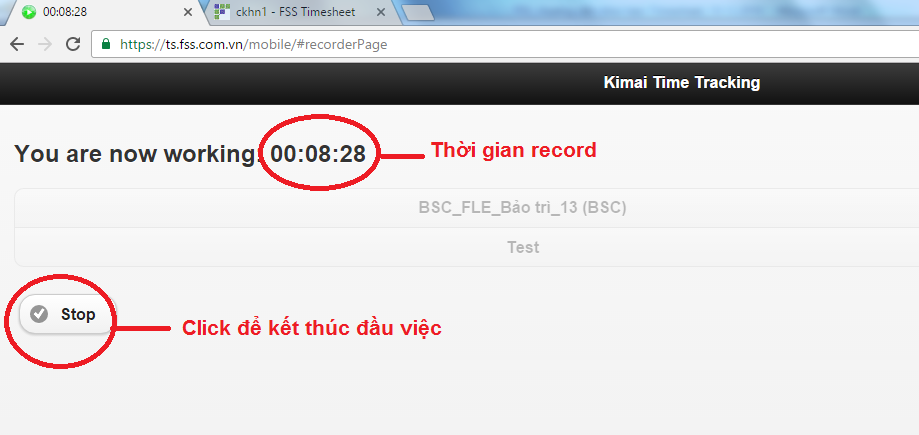 00:08:28
ckhn1 - FSS Timesheet
https://ts.fss.com.vn/mobile/#recorderPage
Kimai Time Tracking
You are now working: 00:08:28
Thời gian record
BSC_FLE_Bảo trì_13 (BSC)
Test
Stop
Click để kết thúc đầu việc